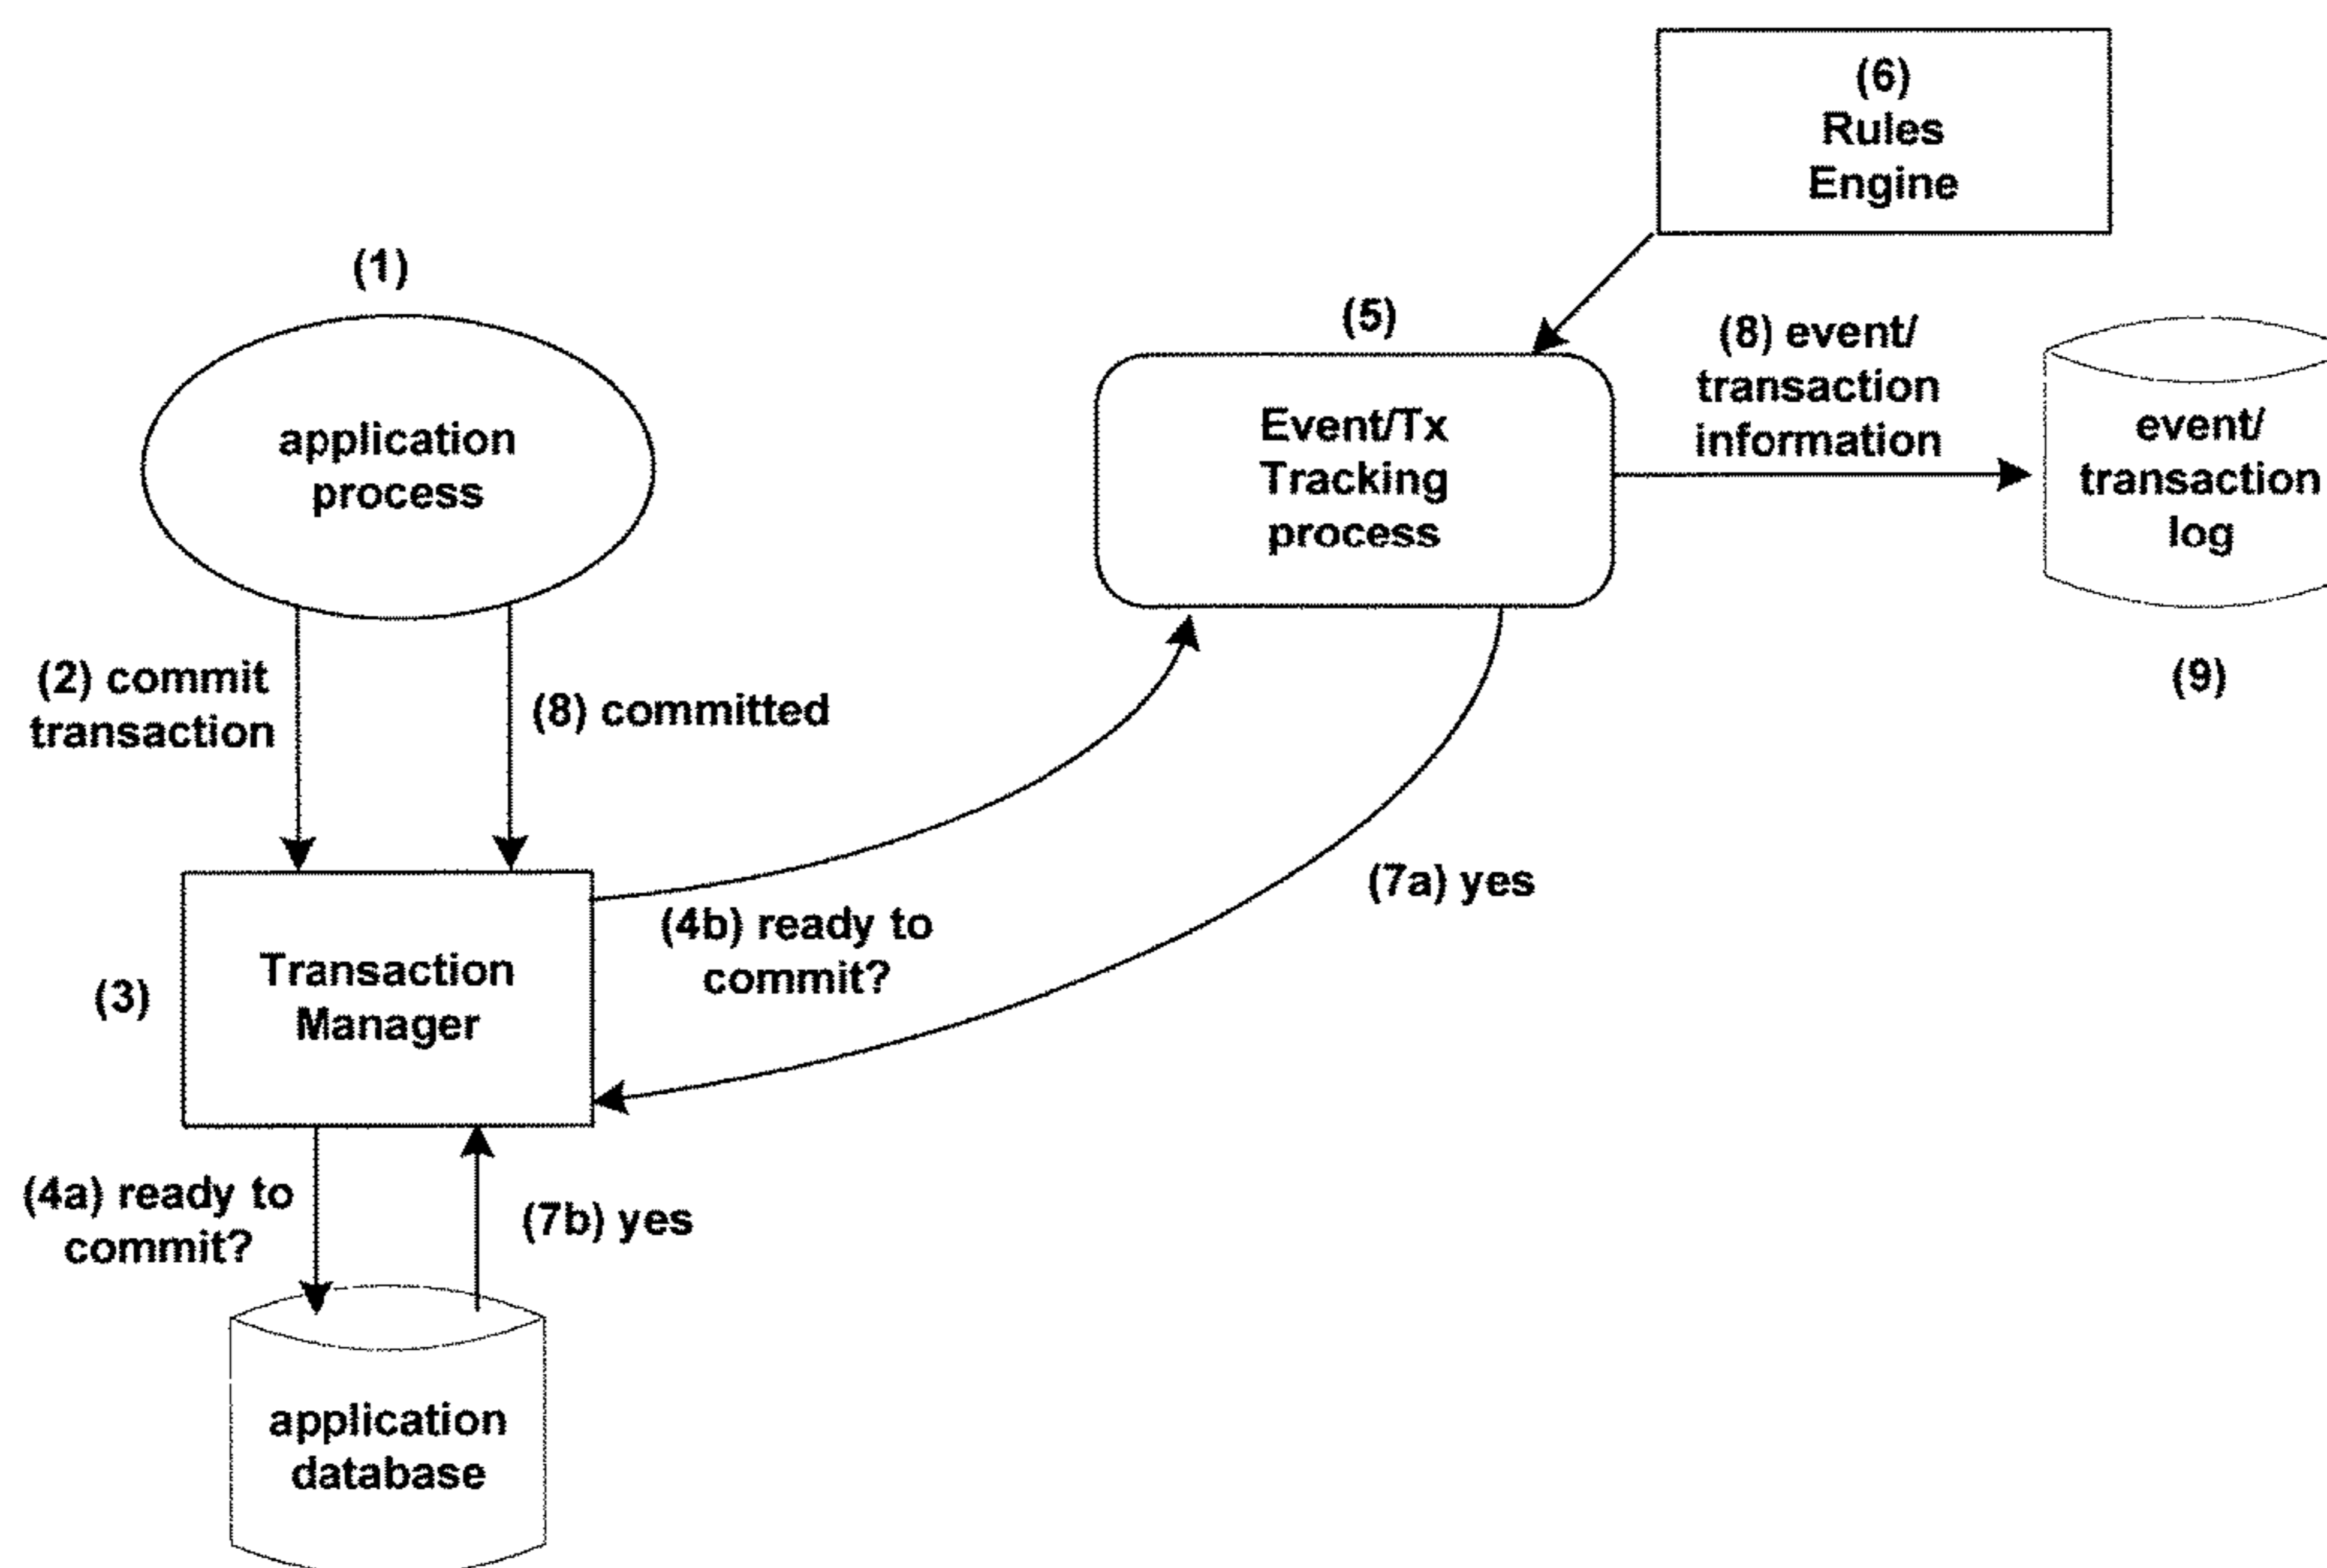 (6)
Rules
Engine
(1)
(5)
(8) event/
transaction
information
application
process
Event/Tx
Tracking
process
event/
transaction
log
(2) commit
transaction
(8) committed
(9)
(7a) yes
(4b) ready to
commit?
(3)
Transaction
Manager
(4a) ready to
commit?
(7b) yes
application
database